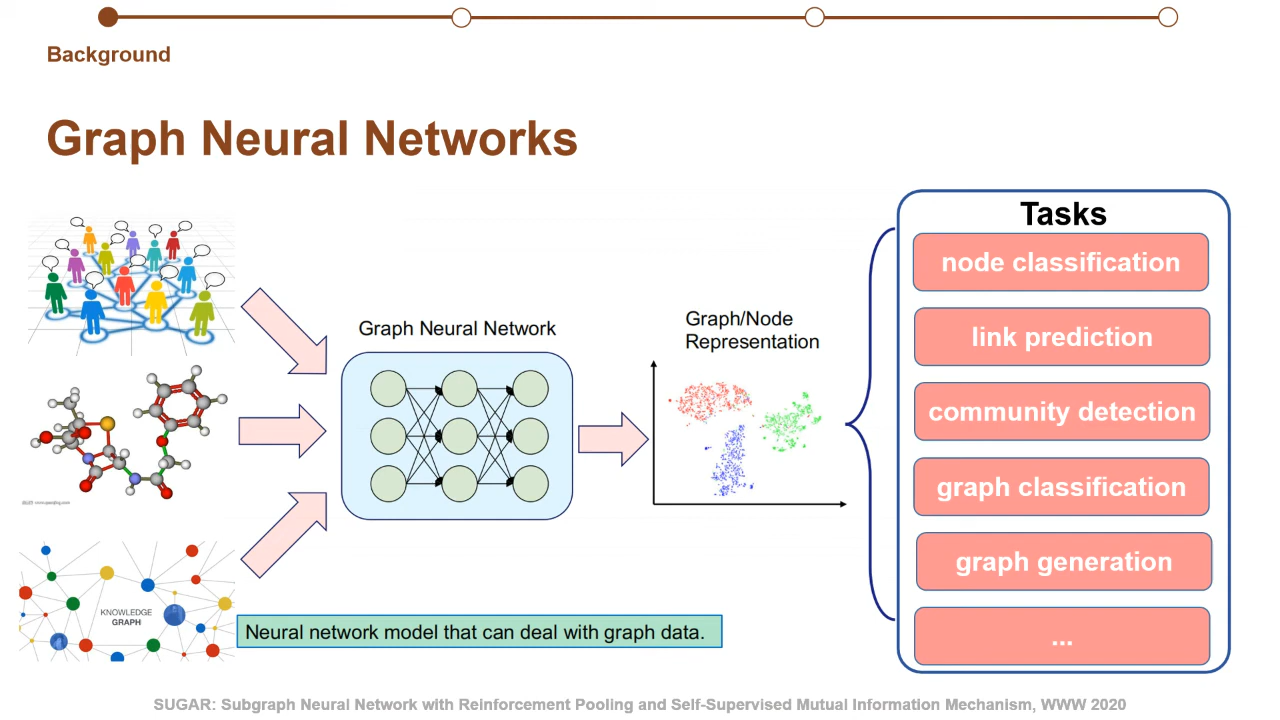 Background
Graph Neural Networks
Graph Neural Network
Graph/Node
Representation
KNOWLEDGE
GRAPH
Neural network model that can deal with graph data.
Tasks
node classification
link prediction
community detection
graph classification
graph generation
...
SUGAR: Subgraph Neural Network with Reinforcement Pooling and Self-Supervised Mutual Information Mechanism, WWW 2020